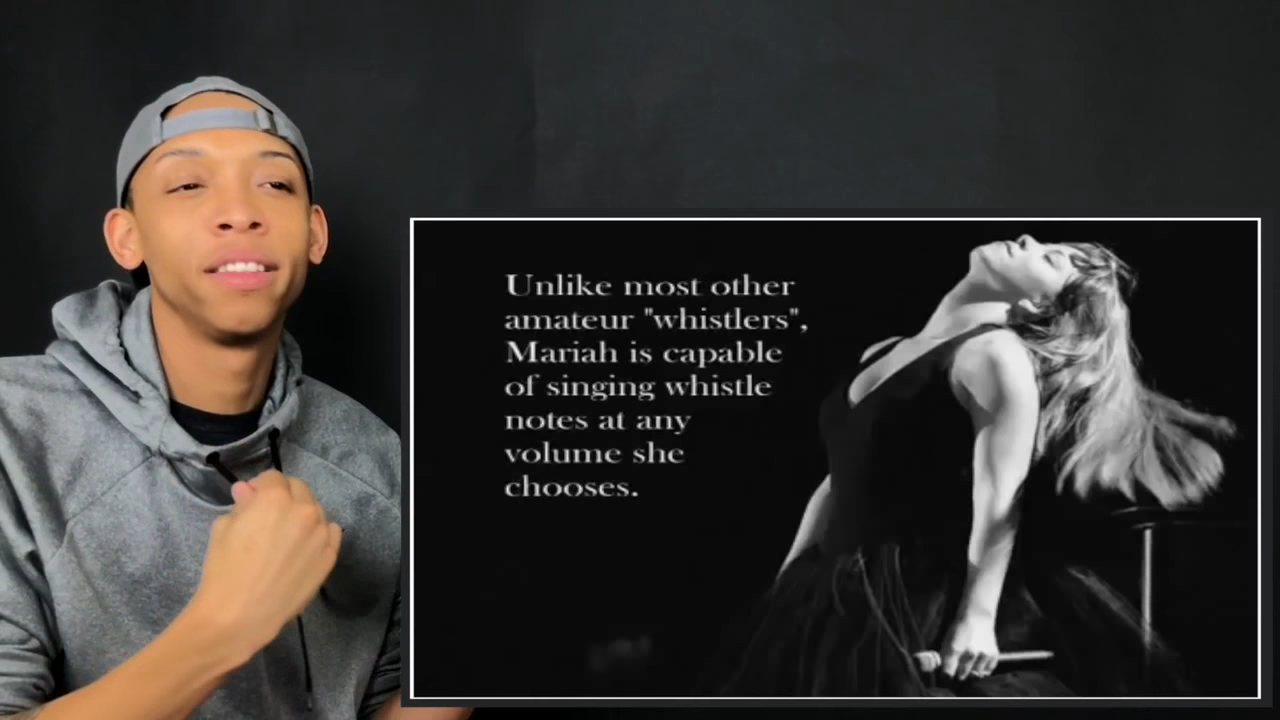 Unlike most other
amateur "whistlers",
Mariah is capable
of singing whistle
notes at any
volume she
chooses.